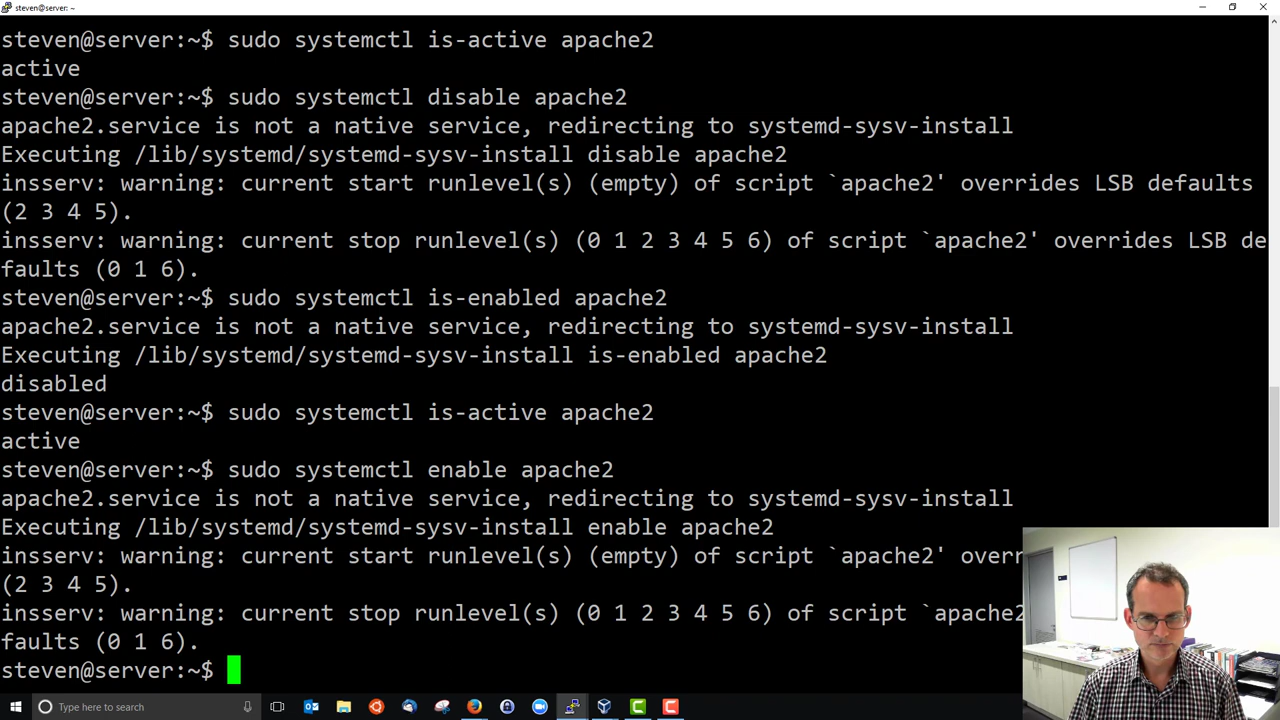 steven@server: ~
steven@server:~$ sudo systemctl is-active apache2
active
steven@server:~$ sudo systemctl disable apache2
apache2.service is not a native service, redirecting to systemd-sysv-install
Executing /lib/systemd/systemd-sysv-install disable apache2
insserv: warning: current start runlevel(s) (empty) of script `apache2' overrides LSB defaults
(2 3 4 5).
insserv: warning: current stop runlevel(s) (0 1 2 3 4 5 6) of script `apache2' overrides LSB de
faults (0 1 6).
steven@server:~$ sudo systemctl is-enabled apache2
apache2.service is not a native service, redirecting to systemd-sysv-install
Executing /lib/systemd/systemd-sysv-install is-enabled apache2
disabled
steven@server:~$ sudo systemctl is-active apache2
active
steven@server:~$ sudo systemctl enable apache2
apache2.service is not a native service, redirecting to systemd-sysv-install
Executing /lib/systemd/systemd-sysv-install enable apache2
insserv: warning: current start runlevel(s) (empty) of script `apache2' overr
(2 3 4 5).
insserv: warning: current stop runlevel(s) (0 1 2 3 4 5 6) of script `apache2
faults (0 1 6).
steven@server:~$
Type here to search